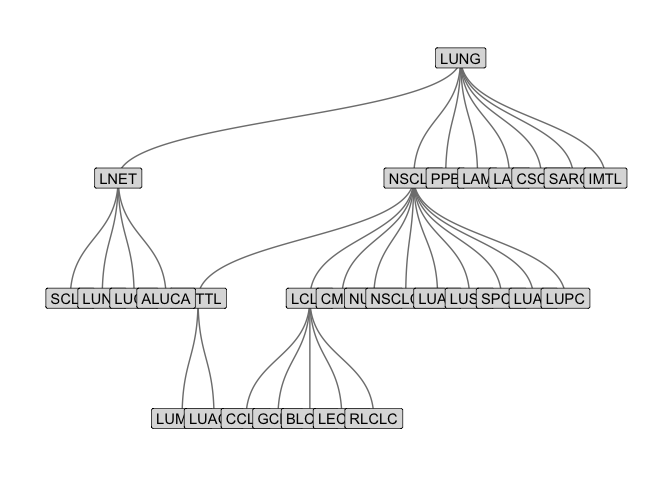 LUNG
LNET NSCL PPB LAM LA CSC SARC IMTL
SCL LUN LUC ALUCA TTL LCL CM NU NSCLC LUA LUS SPC LUA LUPC
LUM LUAC CCL GC BLC LEC RLCLC